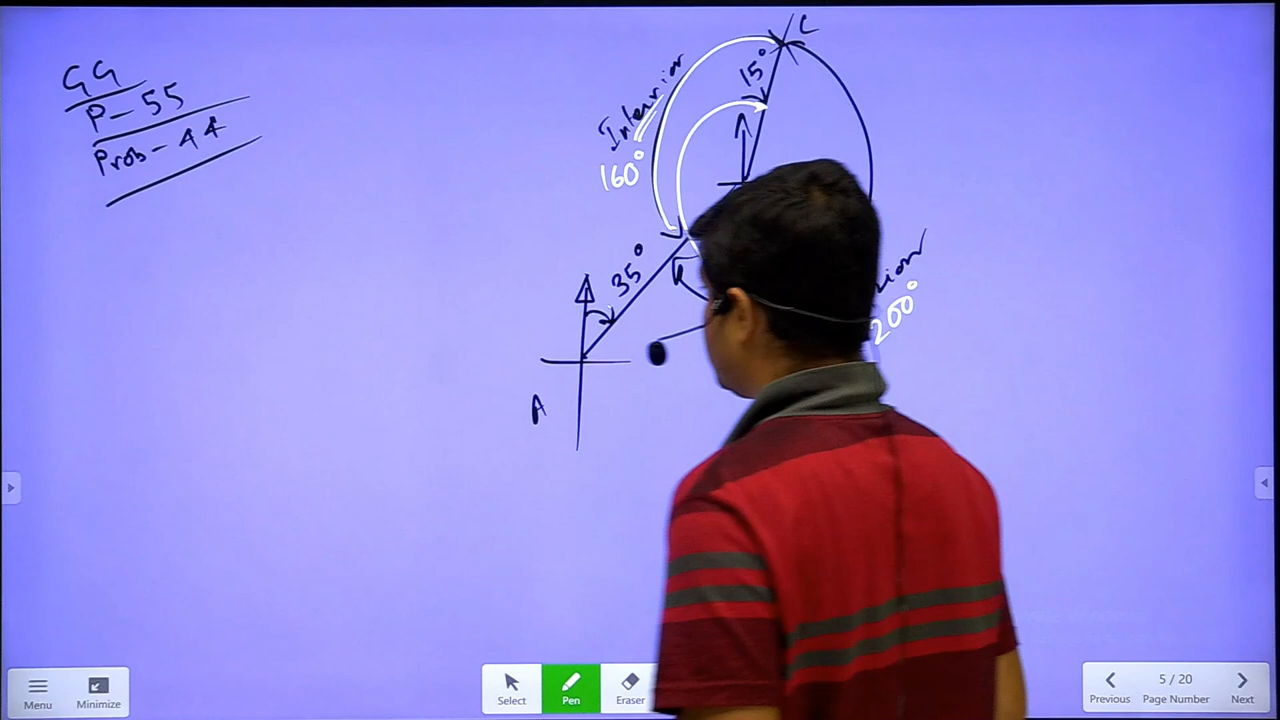 GG
P- 55
Prob- 44
C
15°
Interior
160°
35°
200°
A
Menu
Minimize
Select
Pen
Eraser
5 / 20
Previous
Page Number
Next